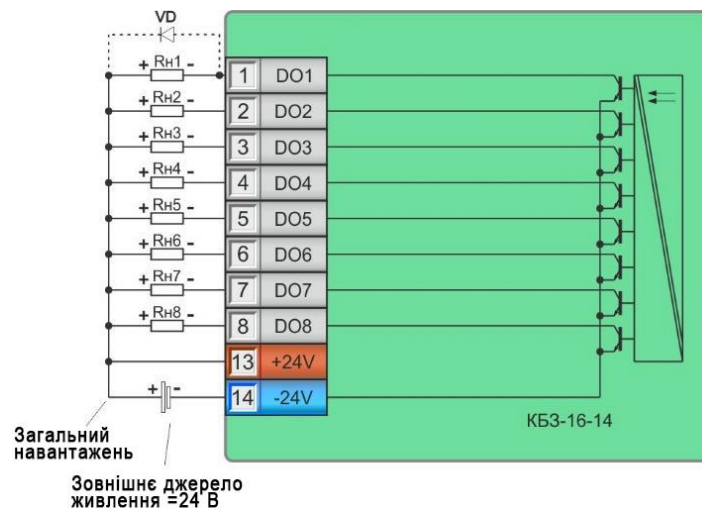 VD
+ Rн1 -
1 DO1
+ Rн2 -
2 DO2
+ Rн3 -
3 DO3
+ Rн4 -
4 DO4
+ Rн5 -
5 DO5
+ Rн6 -
6 DO6
+ Rн7 -
7 DO7
+ Rн8 -
8 DO8
13 +24V
+ -
14 -24V
КБЗ-16-14
Загальний
навантажень
Зовнішнє джерело
живлення =24 В